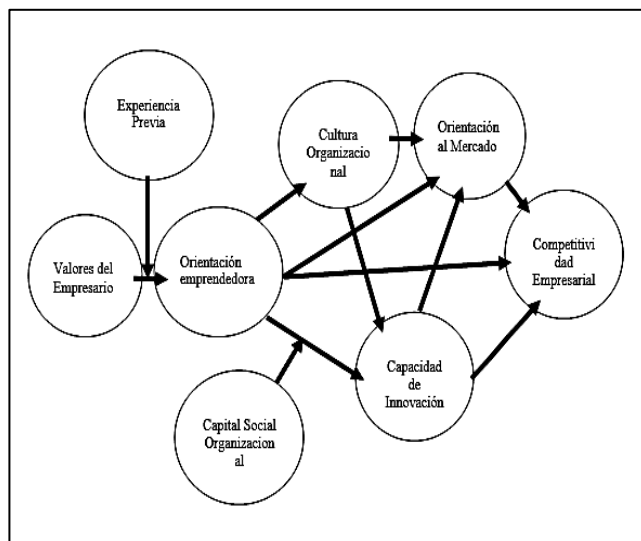 Experiencia
Previa
Cultura
Organizacio
nal
Orientación
al Mercado
Valores del
Empresario
Orientación
emprendedora
Competitivi
dad
Empresarial
Capacidad
de
Innovación
Capital Social
Organizacion
al